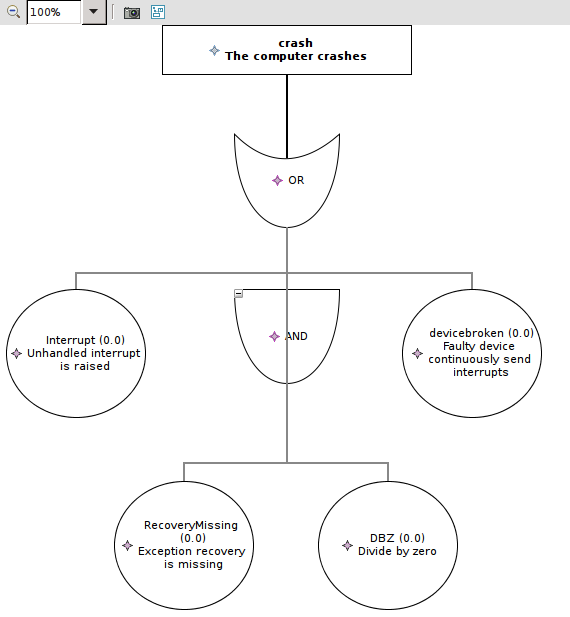 100%
crash
The computer crashes
OR
Interrupt (0.0)
Unhandled interrupt
is raised
AND
devicebroken (0.0)
Faulty device
continuously send
interrupts
RecoveryMissing
(0.0)
Exception recovery
is missing
DBZ (0.0)
Divide by zero